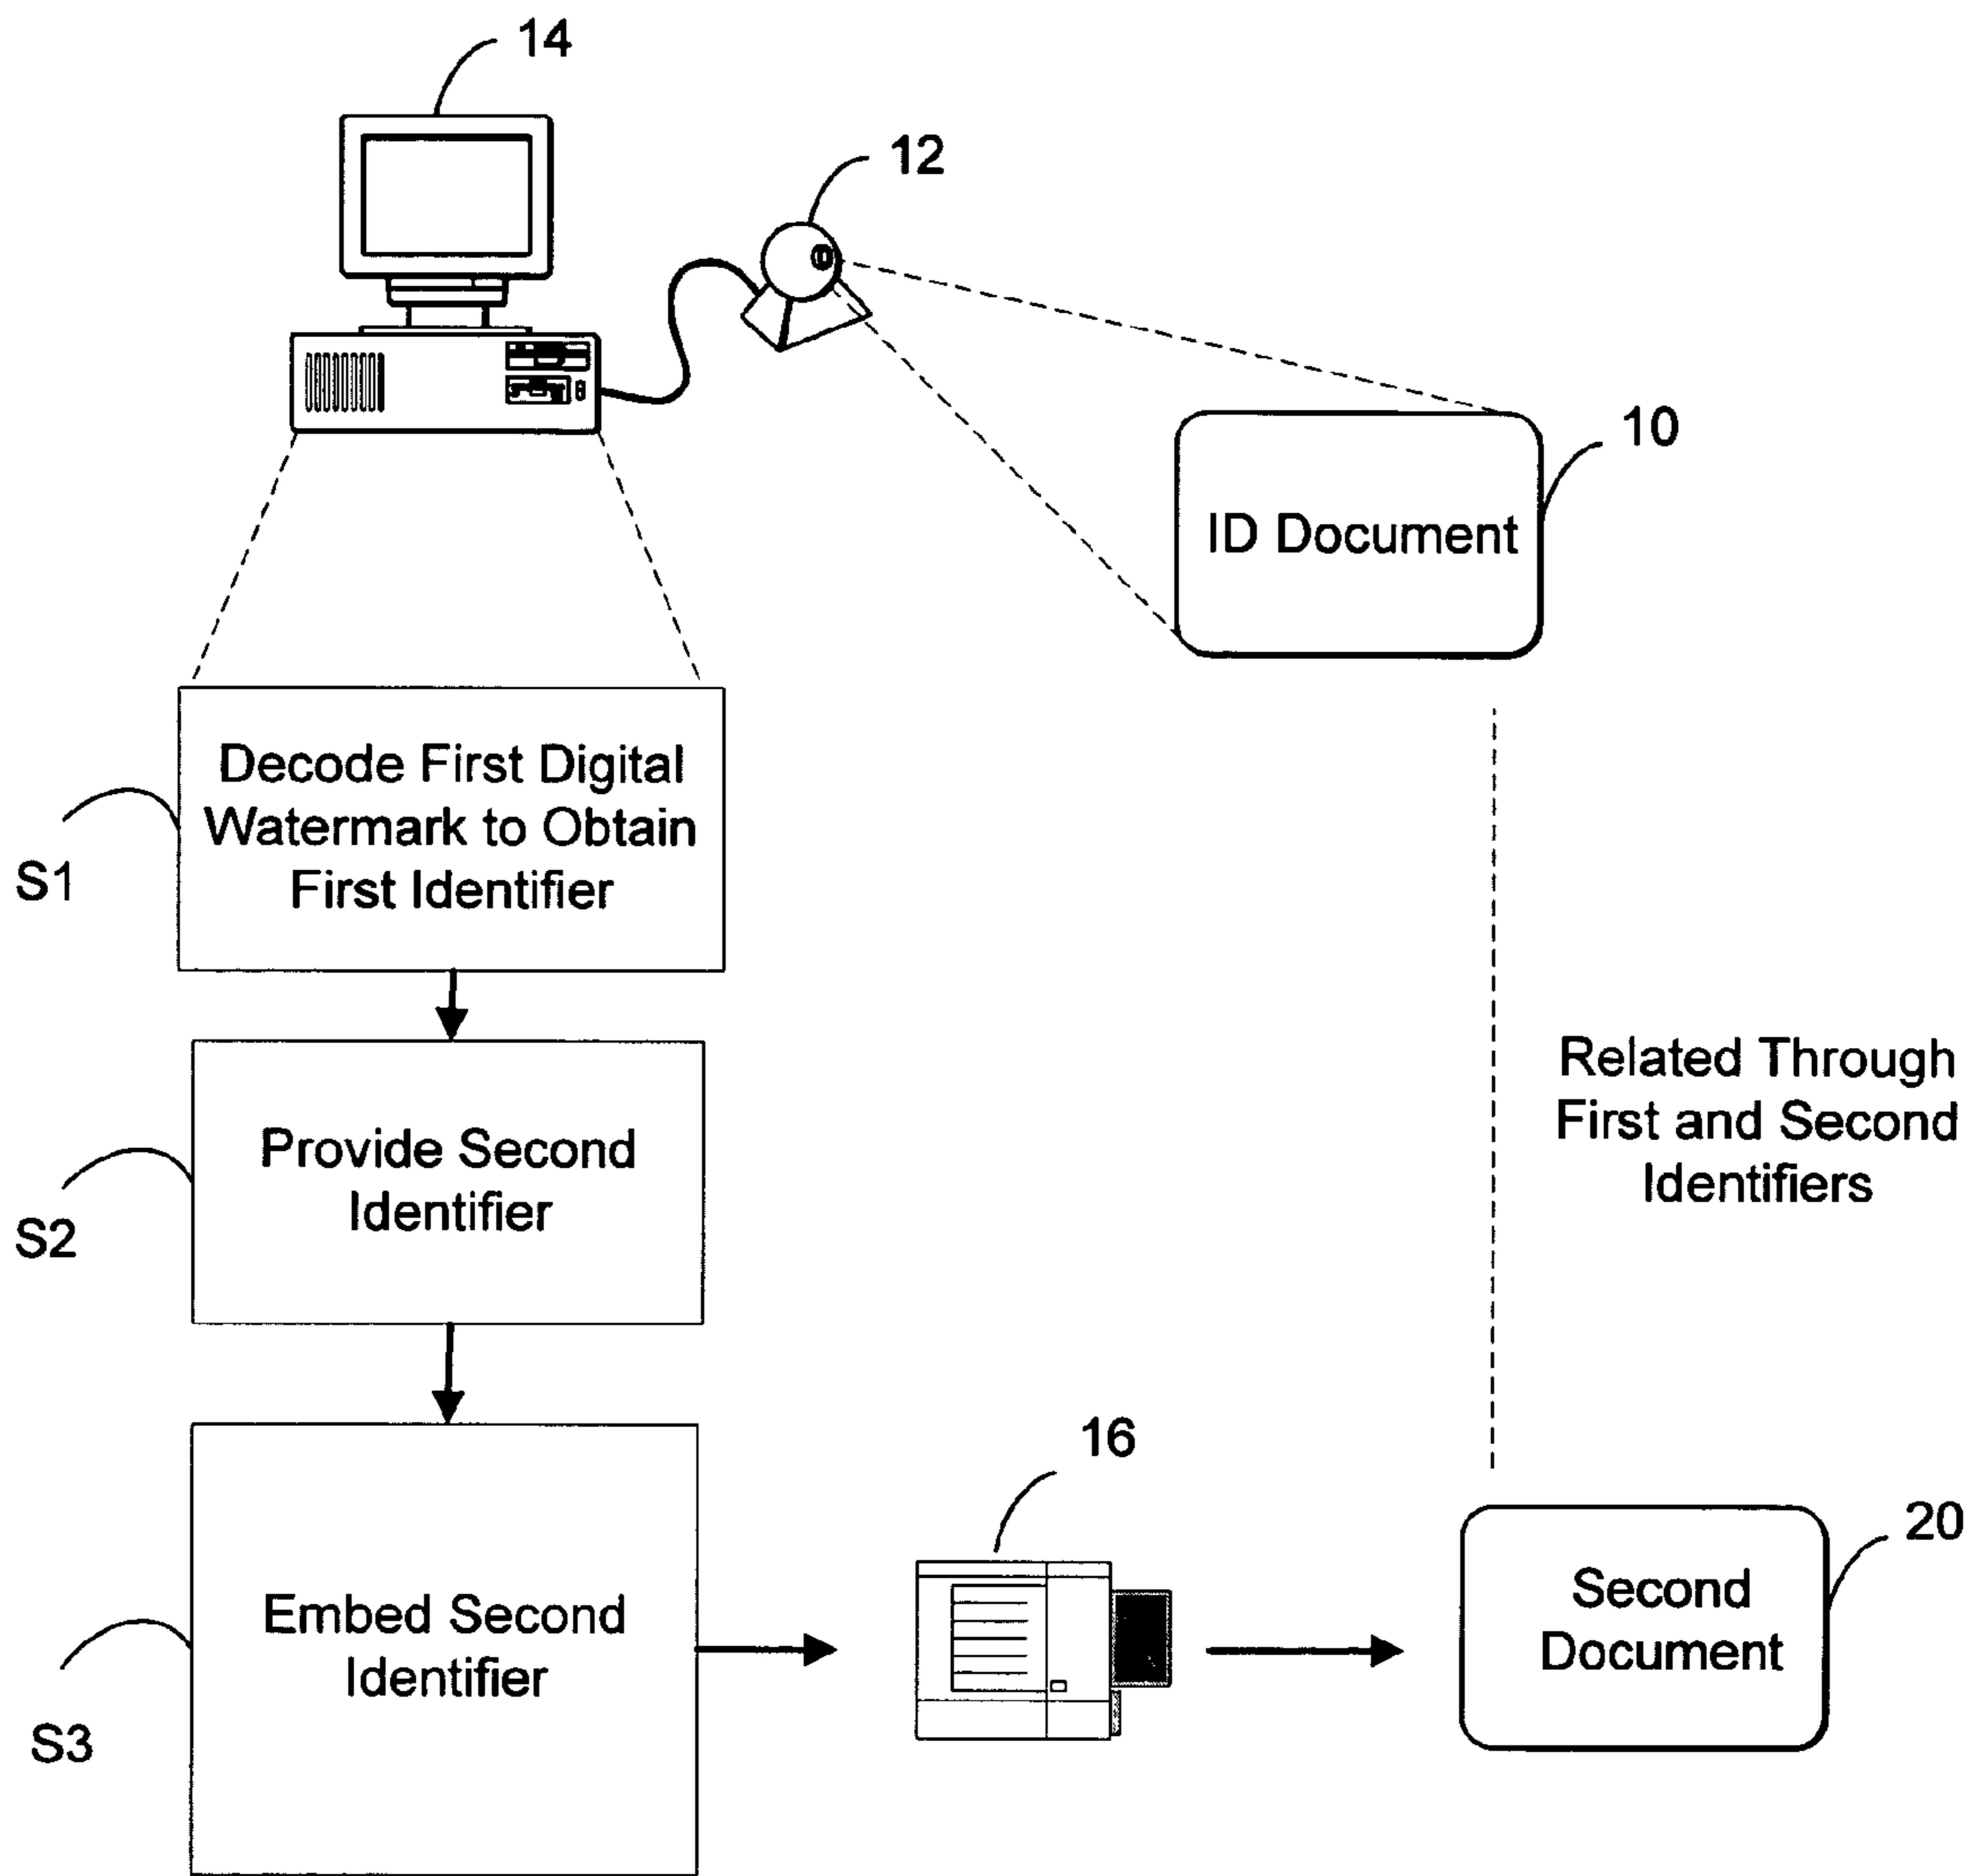 14
12
10
ID Document
Decode First Digital
Watermark to Obtain
First Identifier
S1
Provide Second
Identifier
S2
Related Through
First and Second
Identifiers
Embed Second
Identifier
S3
16
20
Second
Document